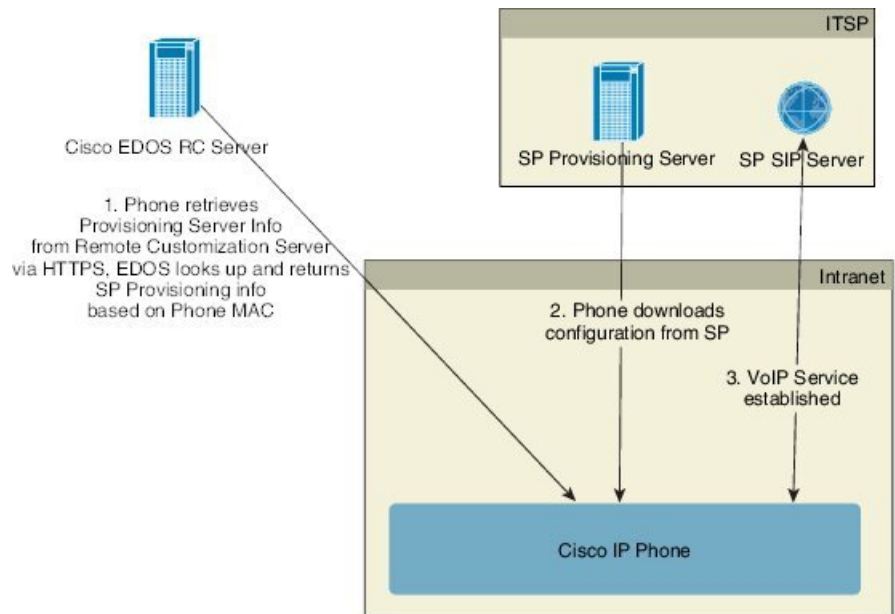 ITSP
Cisco EDOS RC Server
SP Provisioning Server
SP SIP Server
1. Phone retrieves
Provisioning Server Info
from Remote Customization Server
via HTTPS, EDOS looks up and returns
SP Provisioning info
based on Phone MAC
Intranet
2. Phone downloads
configuration from SP
3. VoIP Service
established
Cisco IP Phone